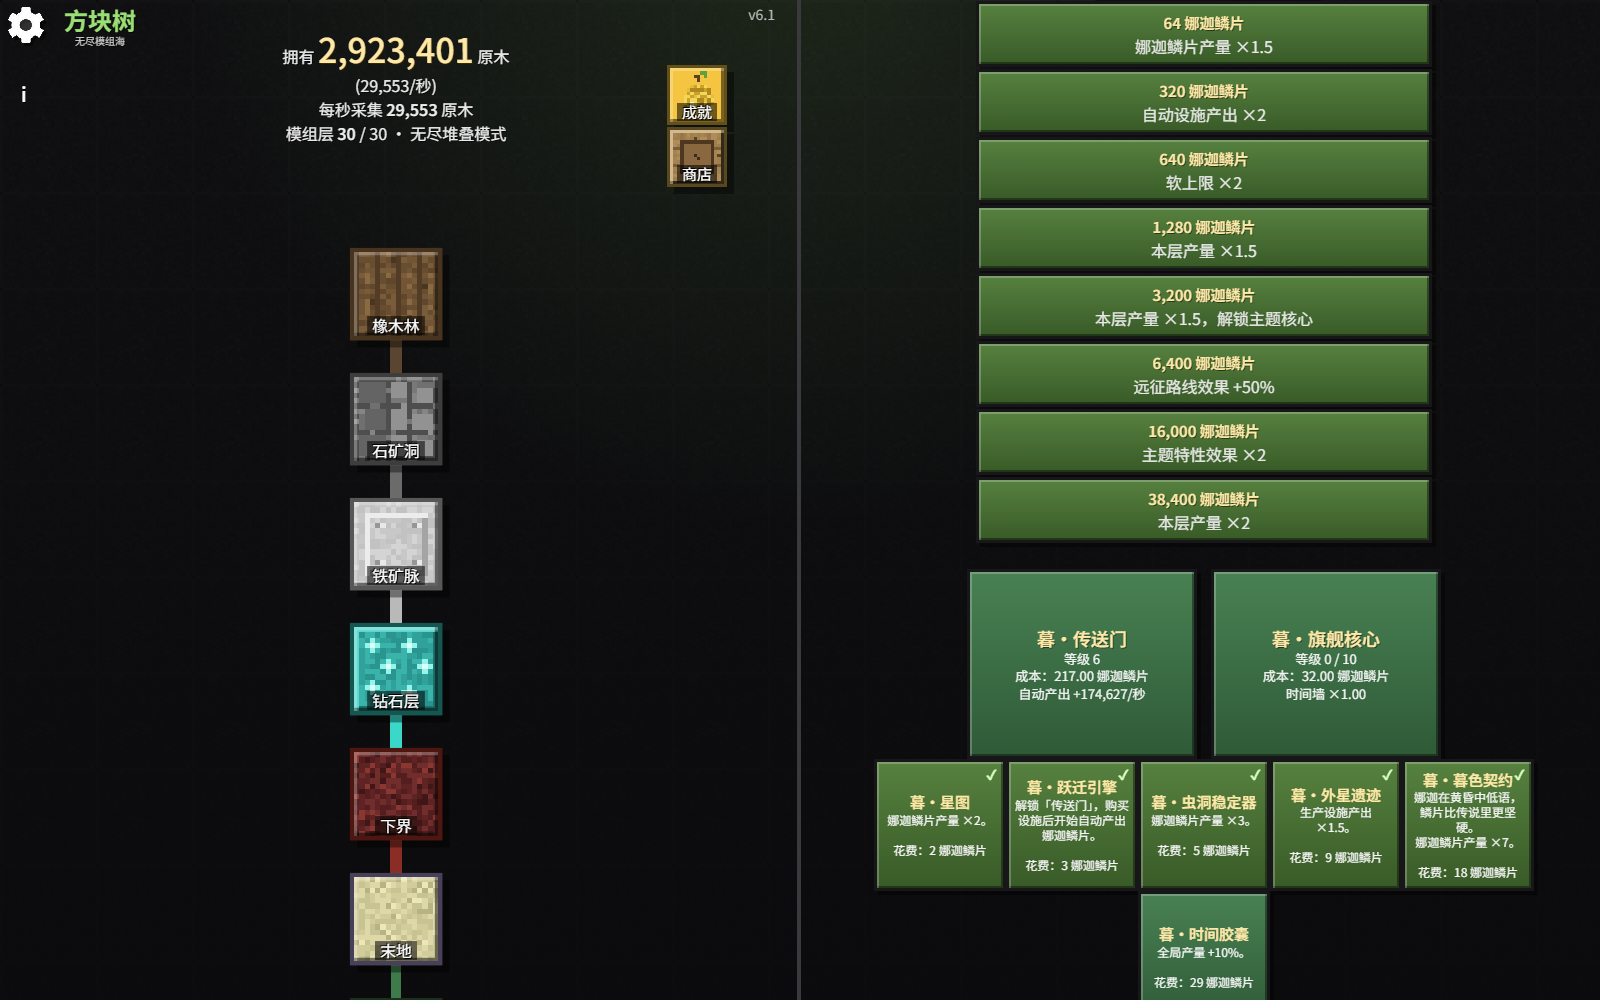 方块树
无尽模组海
i
v6.1
拥有 2,923,401 原木
(29,553/秒)
每秒采集 29,553 原木
模组层 30 / 30 · 无尽堆叠模式
成就
商店
橡木林
石矿洞
铁矿脉
钻石层
下界
末地
64 娜迦鳞片
娜迦鳞片产量 ×1.5
320 娜迦鳞片
自动设施产出 ×2
640 娜迦鳞片
软上限 ×2
1,280 娜迦鳞片
本层产量 ×1.5
3,200 娜迦鳞片
本层产量 ×1.5，解锁主题核心
6,400 娜迦鳞片
远征路线效果 +50%
16,000 娜迦鳞片
主题特性效果 ×2
38,400 娜迦鳞片
本层产量 ×2
暮·传送门
等级 6
成本：217.00 娜迦鳞片
自动产出 +174,627/秒
暮·旗舰核心
等级 0 / 10
成本：32.00 娜迦鳞片
时间墙 ×1.00
暮·星图
娜迦鳞片产量 ×2。
花费：2 娜迦鳞片
暮·跃迁引擎
解锁「传送门」，购买
设施后开始自动产出
娜迦鳞片。
花费：3 娜迦鳞片
暮·虫洞稳定器
娜迦鳞片产量 ×3。
花费：5 娜迦鳞片
暮·外星遗迹
生产设施产出
×1.5。
花费：9 娜迦鳞片
暮·暮色契约
娜迦在黄昏中低语，
鳞片比传说里更坚
硬。
娜迦鳞片产量 ×7。
花费：18 娜迦鳞片
暮·时间胶囊
全局产量 +10%。
花费：29 娜迦鳞片